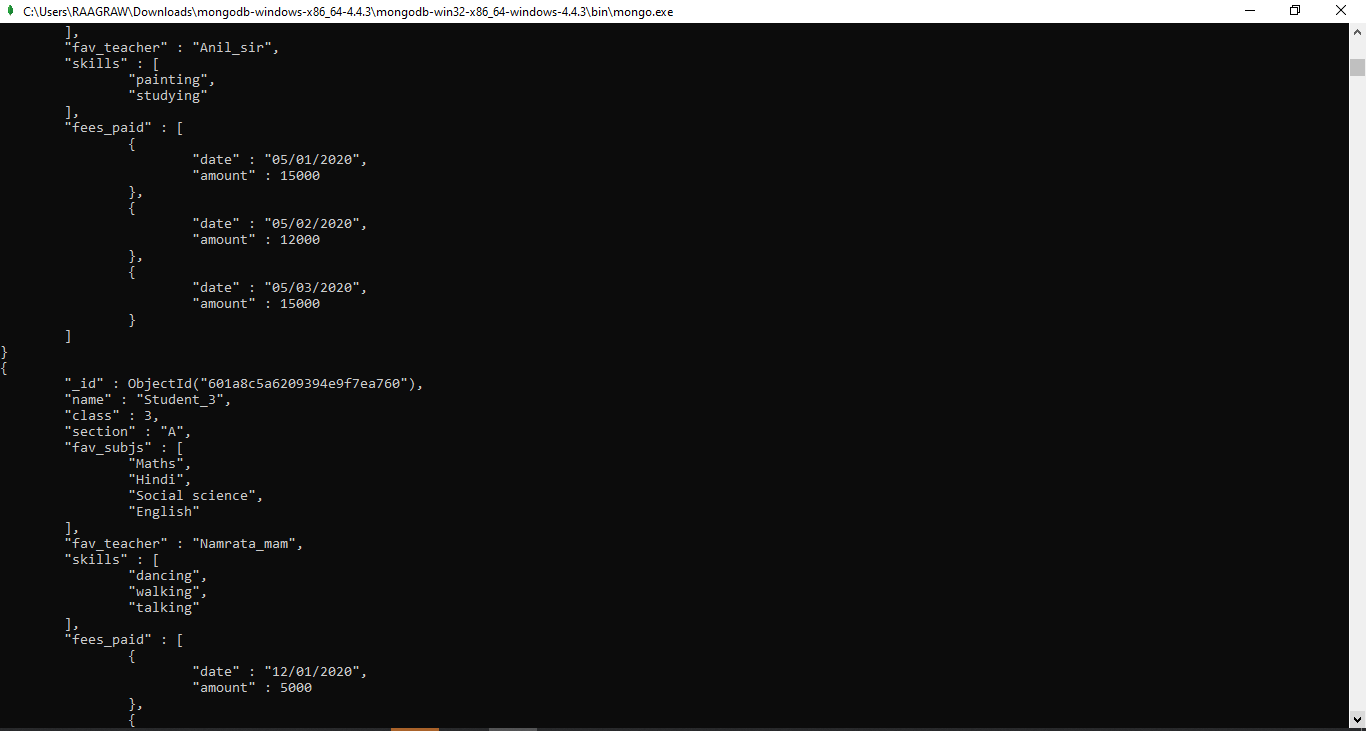 C:\Users\RAAGRAW\Downloads\mongodb-windows-x86_64-4.4.3\mongodb-win32-x86_64-windows-4.4.3\bin\mongo.exe
],
"fav_teacher" : "Anil_sir",
"skills" : [
"painting",
"studying"
],
"fees_paid" : [
{
"date" : "05/01/2020",
"amount" : 15000
},
{
"date" : "05/02/2020",
"amount" : 12000
},
{
"date" : "05/03/2020",
"amount" : 15000
}
]
}
{
"_id" : ObjectId("601a8c5a6209394e9f7ea760"),
"name" : "Student_3",
"class" : 3,
"section" : "A",
"fav_subjs" : [
"Maths",
"Hindi",
"Social science",
"English"
],
"fav_teacher" : "Namrata_mam",
"skills" : [
"dancing",
"walking",
"talking"
],
"fees_paid" : [
{
"date" : "12/01/2020",
"amount" : 5000
},
{